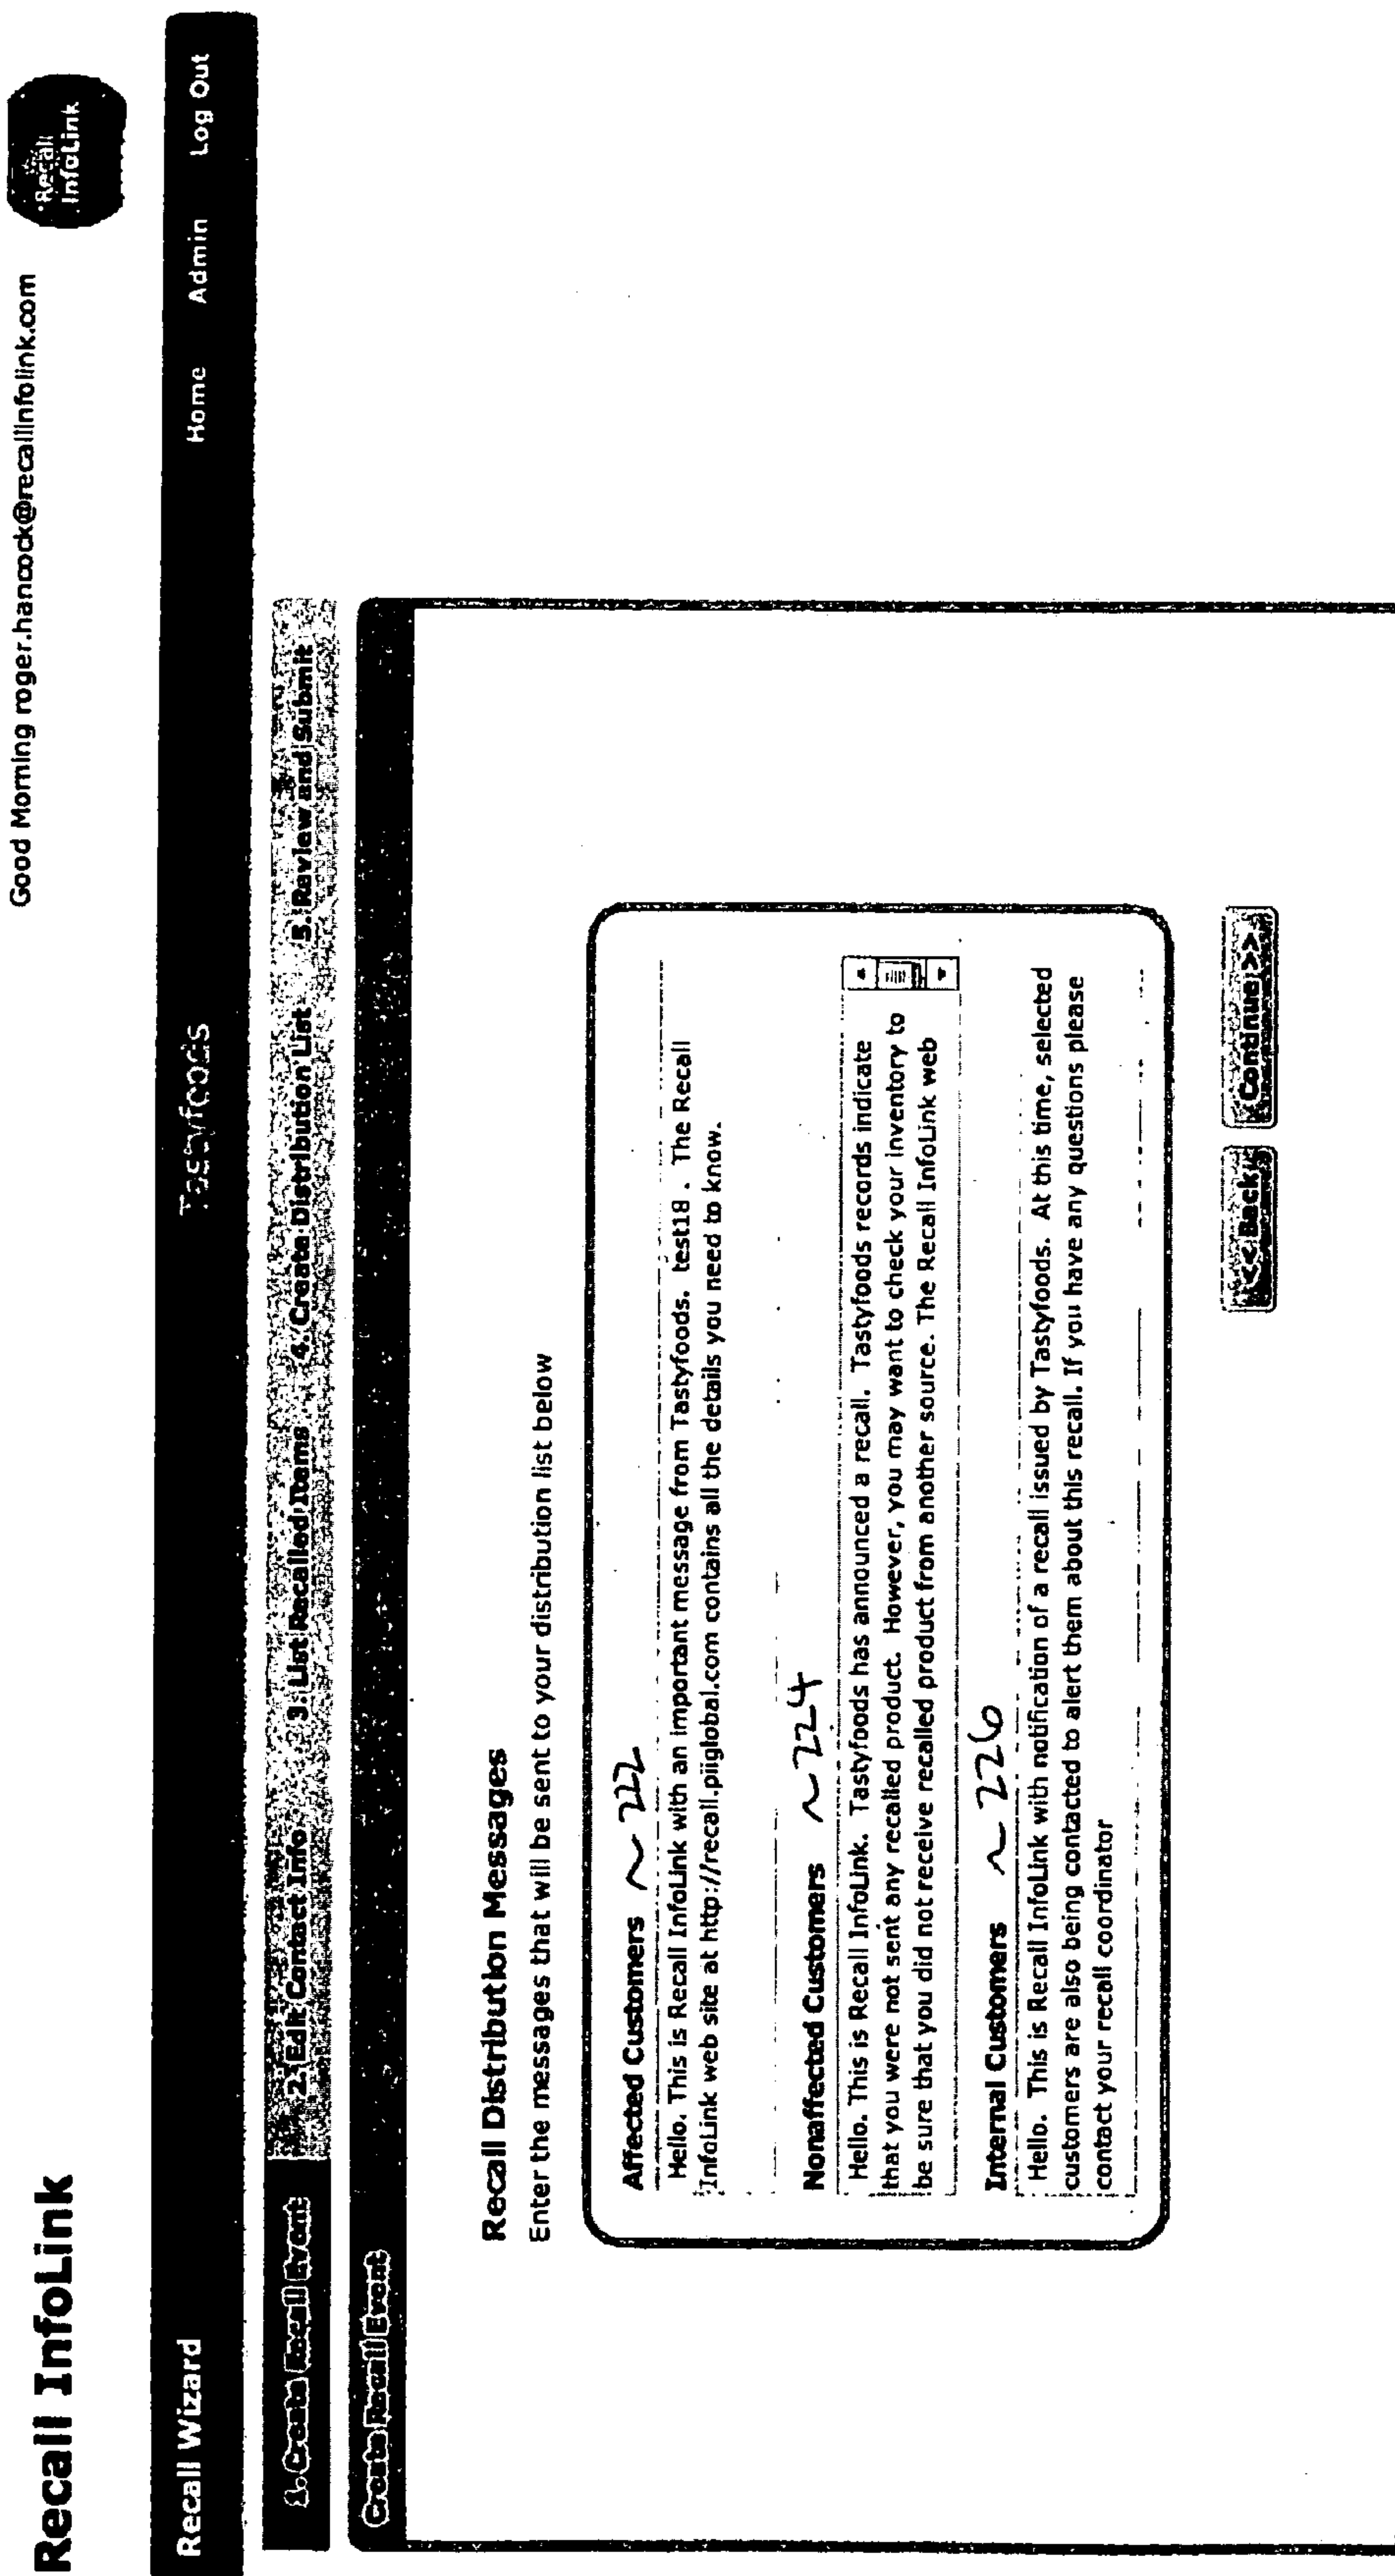 Recall InfoLink
Good Morning roger.hancock@recallinfolink.com
Recall
InfoLink
Recall Wizard
Tastyfoods
Home Admin Log Out
1. Create Recall Event 2. Edit Contact Info 3. List Recalled Items 4. Create Distribution List 5. Review and Submit
Create Recall Event
Recall Distribution Messages
Enter the messages that will be sent to your distribution list below
Affected Customers ~ 222
Hello. This is Recall InfoLink with an important message from Tastyfoods. test18 . The Recall
InfoLink web site at http://recall.piiglobal.com contains all the details you need to know.
Nonaffected Customers ~ 224
Hello. This is Recall InfoLink. Tastyfoods has announced a recall. Tastyfoods records indicate
that you were not sent any recalled product. However, you may want to check your inventory to
be sure that you did not receive recalled product from another source. The Recall InfoLink web
Internal Customers ~ 226
Hello. This is Recall InfoLink with notification of a recall issued by Tastyfoods. At this time, selected
customers are also being contacted to alert them about this recall. If you have any questions please
contact your recall coordinator
<< Back Continue >>